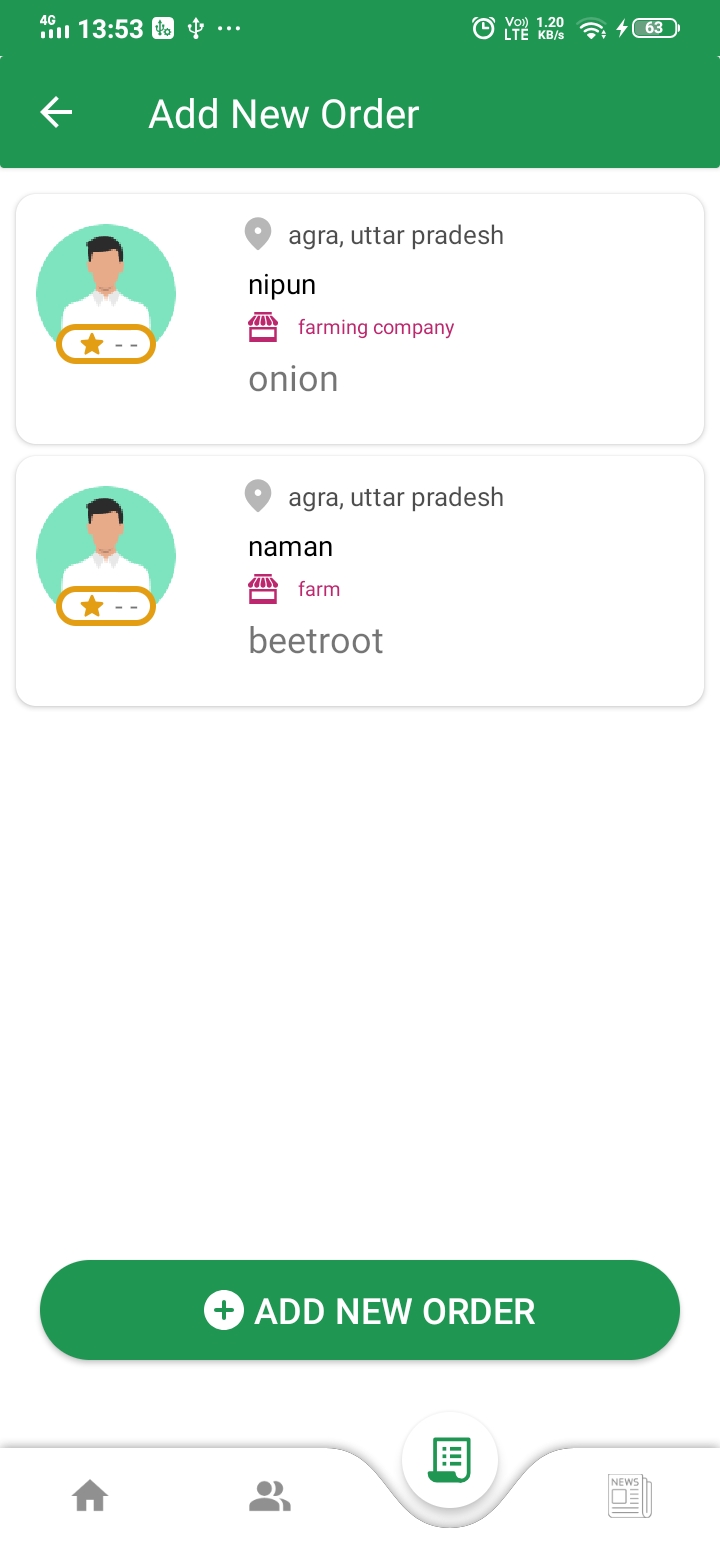 4G 13:53 ... Vo)) LTE 1.20 KB/s 63
Add New Order
agra, uttar pradesh
nipun
farming company
onion
- -
agra, uttar pradesh
naman
farm
beetroot
- -
ADD NEW ORDER
NEWS